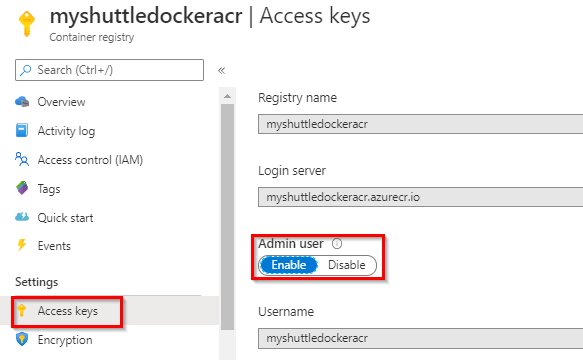 myshuttledockeracr | Access keys
Container registry
Search (Ctrl+/)
«
Overview
Activity log
Access control (IAM)
Tags
Quick start
Events
Settings
Access keys
Encryption
Registry name
myshuttledockeracr
Login server
myshuttledockeracr.azurecr.io
Admin user
Enable Disable
Username
myshuttledockeracr